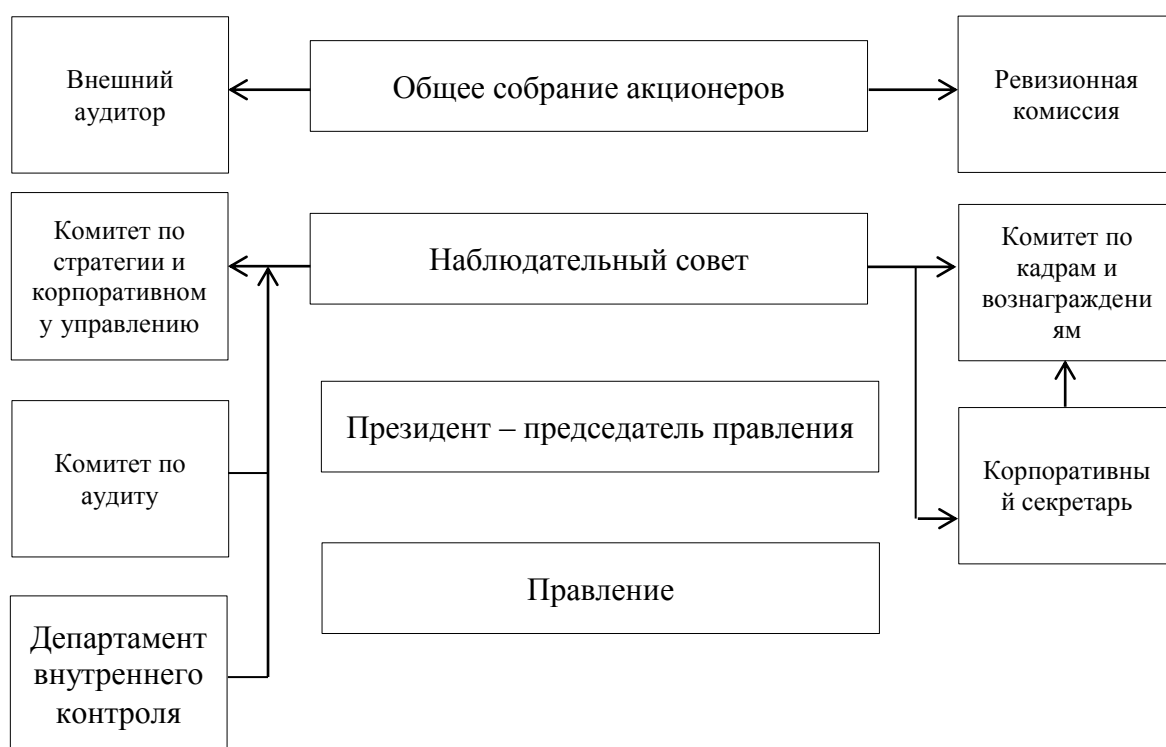 Внешний
аудитор
Общее собрание акционеров
Ревизионная
комиссия
Комитет по
стратегии и
корпоративном
у управлению
Наблюдательный совет
Комитет по
кадрам и
вознаграждени
ям
Президент – председатель правления
Комитет по
аудиту
Корпоративны
й секретарь
Правление
Департамент
внутреннего
контроля